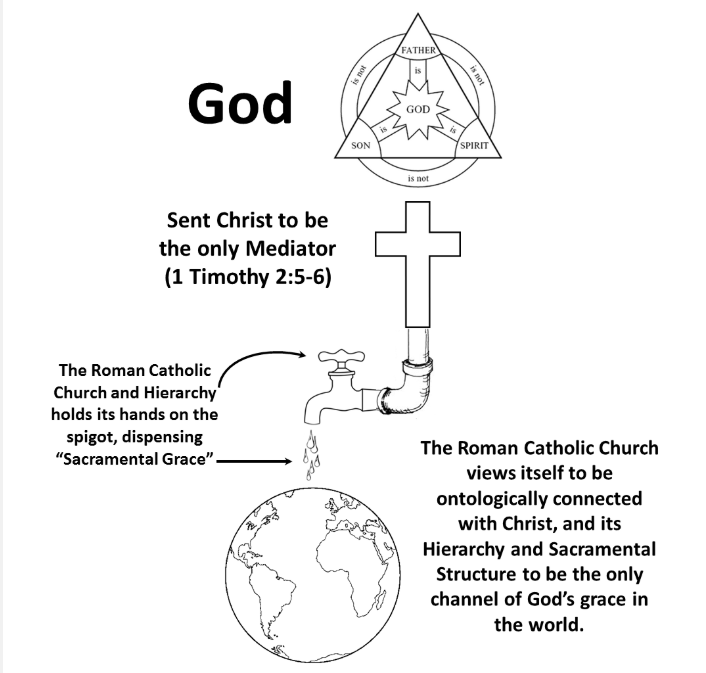 God
FATHER
is not
is
is not
GOD
is
is
SON
SPIRIT
is not
Sent Christ to be
the only Mediator
(1 Timothy 2:5-6)
The Roman Catholic
Church and Hierarchy
holds its hands on the
spigot, dispensing
“Sacramental Grace”
The Roman Catholic Church
views itself to be
ontologically connected
with Christ, and its
Hierarchy and Sacramental
Structure to be the only
channel of God’s grace in
the world.